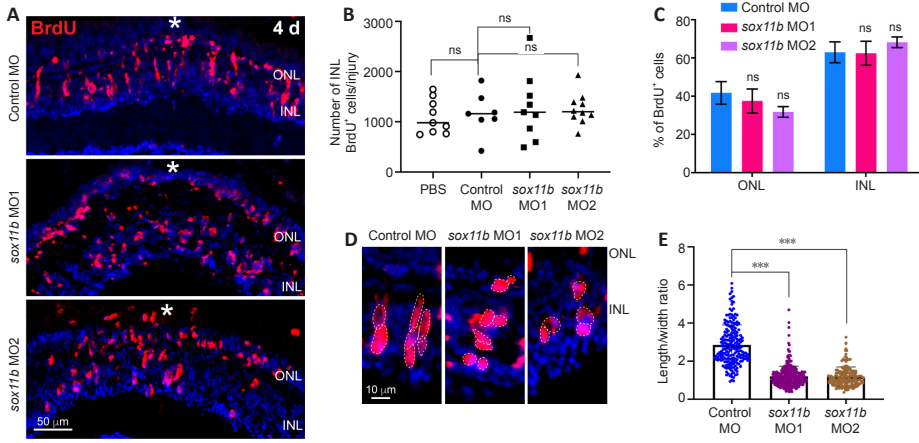 A
BrdU
4 d
*
ONL
INL
Control MO
*
ONL
INL
sox11b MO1
*
ONL
INL
sox11b MO2
50 μm
B
ns
ns
ns
Number of INL
BrdU⁺ cells/injury
3000
2000
1000
0
PBS
Control
MO
sox11b
MO1
sox11b
MO2
C
Control MO
sox11b MO1
sox11b MO2
% of BrdU⁺ cells
80
60
40
20
0
ns
ns
ns
ns
ONL
INL
D
Control MO
sox11b MO1
sox11b MO2
ONL
INL
10 μm
E
***
***
Length/width ratio
8
6
4
2
0
Control
MO
sox11b
MO1
sox11b
MO2